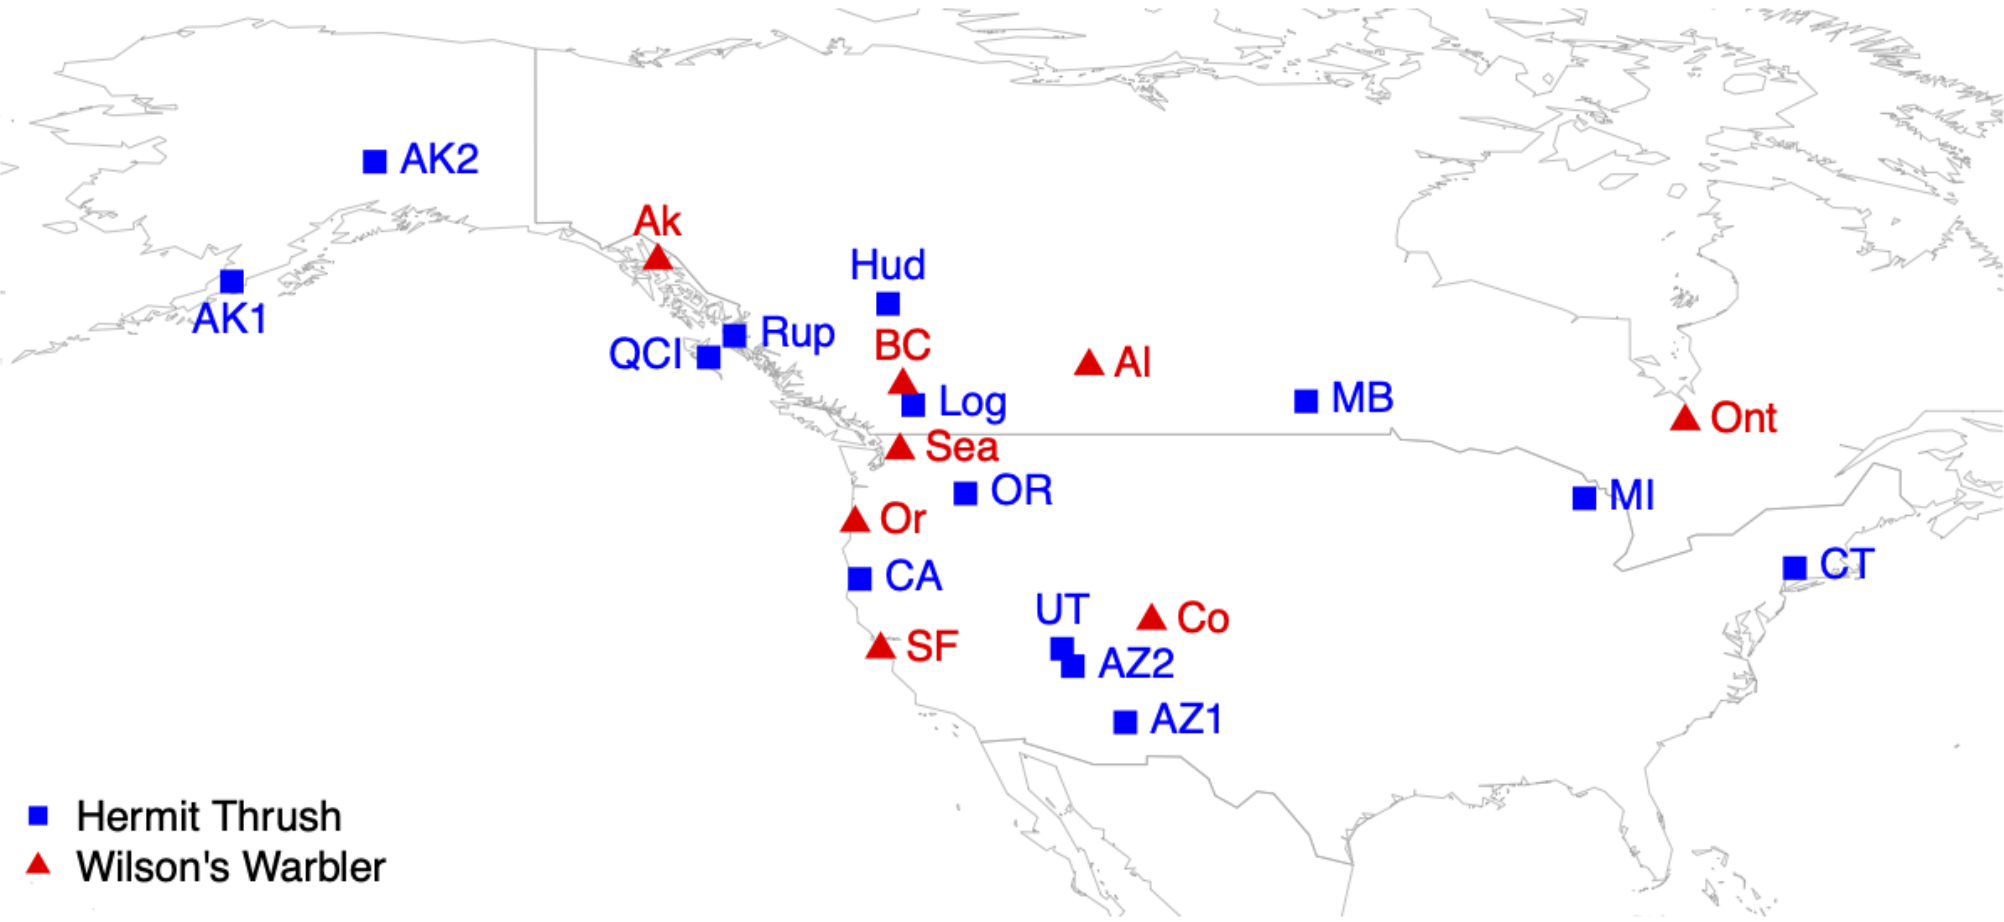 AK2
Ak
Hud
AK1
Rup
QCI
BC
Al
Log
MB
Ont
Sea
OR
MI
Or
CA
CT
UT
Co
SF
AZ2
AZ1
Hermit Thrush
Wilson's Warbler